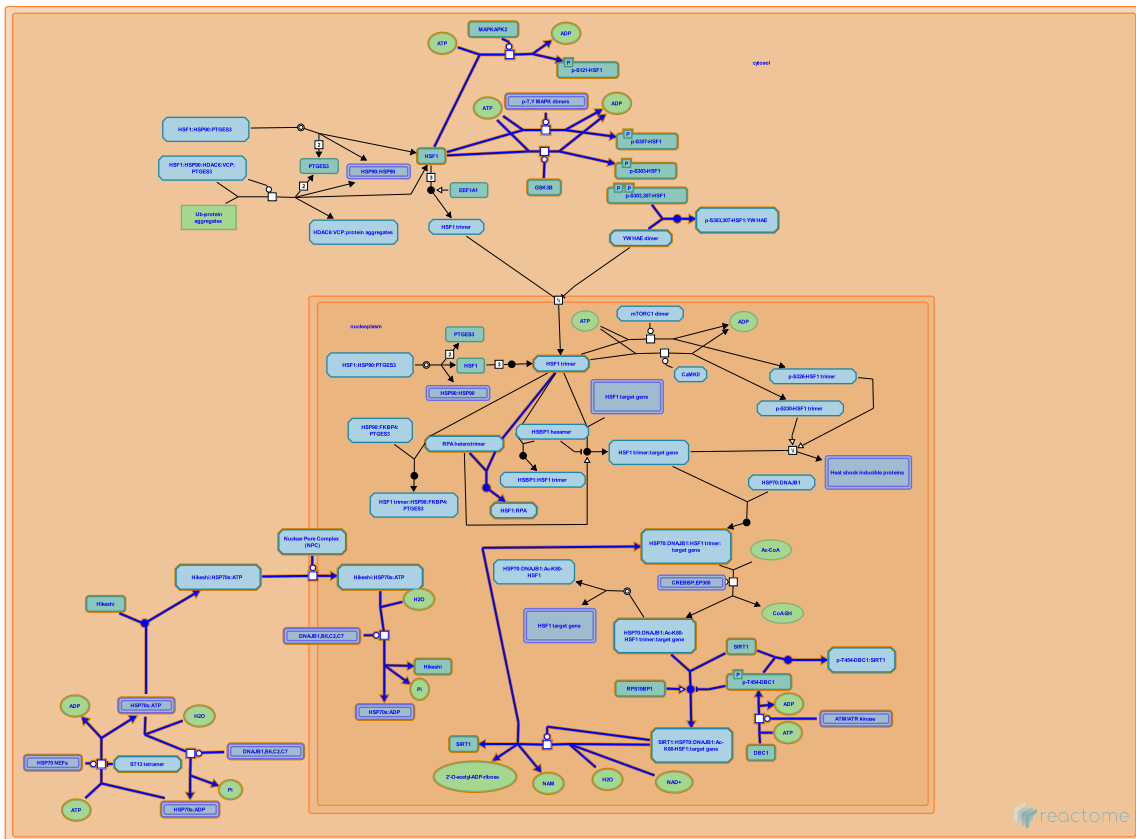 MAPKAPK2
ATP
ADP
P
p-S121-HSF1
cytosol
p-T,Y MAPK dimers
ATP
ADP
HSF1:HSP90:PTGES3
2
P
p-S307-HSF1
HSF1
PTGES3
HSP90:HSP90
HSF1:HSP90:HDAC6:VCP:
PTGES3
P
p-S303-HSF1
3
2
GSK3B
EEF1A1
P P
p-S303,307-HSF1
Ub-protein
aggregates
HDAC6:VCP:protein aggregates
HSF1 trimer
YWHAE dimer
p-S303,307-HSF1:YWHAE
nucleoplasm
mTORC1 dimer
ATP
ADP
PTGES3
2
HSF1:HSP90:PTGES3
HSF1
3
HSF1 trimer
CaMKII
p-S326-HSF1 trimer
HSP90:HSP90
HSF1 target gene
p-S230-HSF1 trimer
HSP90:FKBP4:
PTGES3
RPA heterotrimer
HSBP1 hexamer
HSF1 trimer:target gene
Heat shock inducible proteins
HSBP1:HSF1 trimer
HSP70:DNAJB1
HSF1 trimer:HSP90:FKBP4:
PTGES3
HSF1:RPA
Nuclear Pore Complex
(NPC)
HSP70:DNAJB1:HSF1 trimer:
target gene
Ac-CoA
Hikeshi:HSP70s:ATP
Hikeshi:HSP70s:ATP
HSP70:DNAJB1:Ac-K80-
HSF1
CREBBP,EP300
Hikeshi
H2O
CoA-SH
HSF1 target gene
DNAJB1,B6,C2,C7
HSP70:DNAJB1:Ac-K80-
HSF1 trimer:target gene
SIRT1
p-T454-DBC1:SIRT1
Hikeshi
Pi
RPS19BP1
P
p-T454-DBC1
HSP70s:ATP
HSP70s:ADP
ADP
ADP
H2O
ATM/ATR kinase
ATP
SIRT1
SIRT1:HSP70:DNAJB1:Ac-
K80-HSF1:target genes
DBC1
DNAJB1,B6,C2,C7
HSP70 NEFs
ST13 tetramer
2'-O-acetyl-ADP-ribose
NAM
H2O
NAD+
Pi
ATP
HSP70s:ADP
reactome